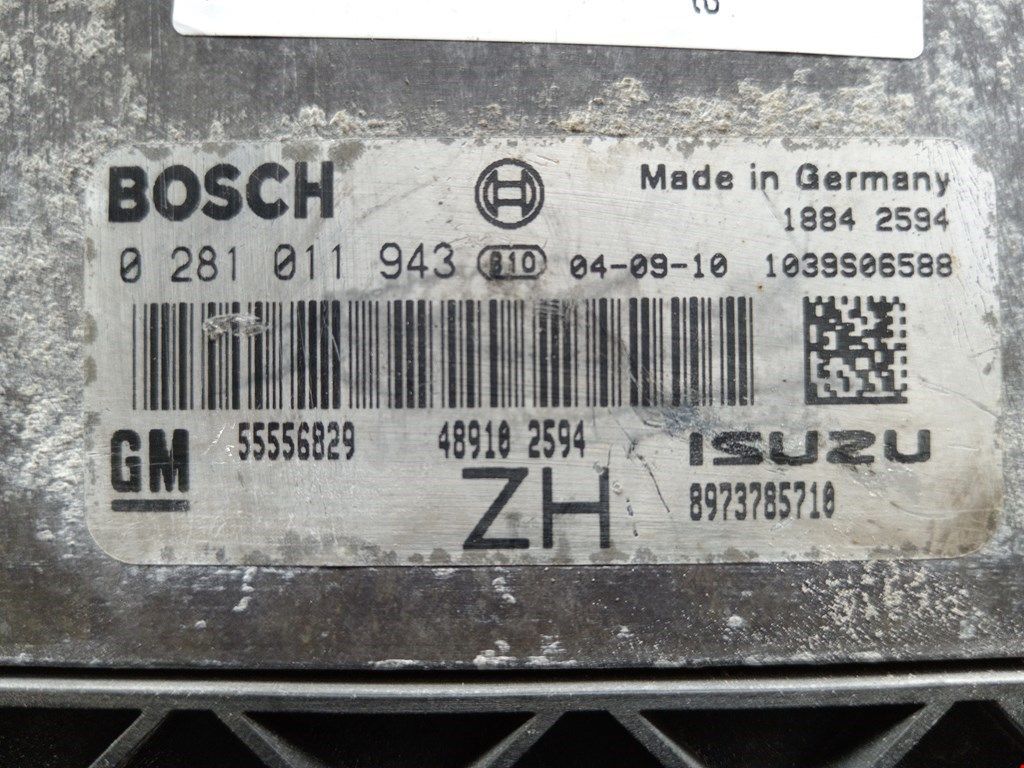 BOSCH
Made in Germany
1884 2594
0 281 011 943 010 04-09-10 1039S06588
GM 55556829 48910 2594 ISUZU
ZH 8973785710